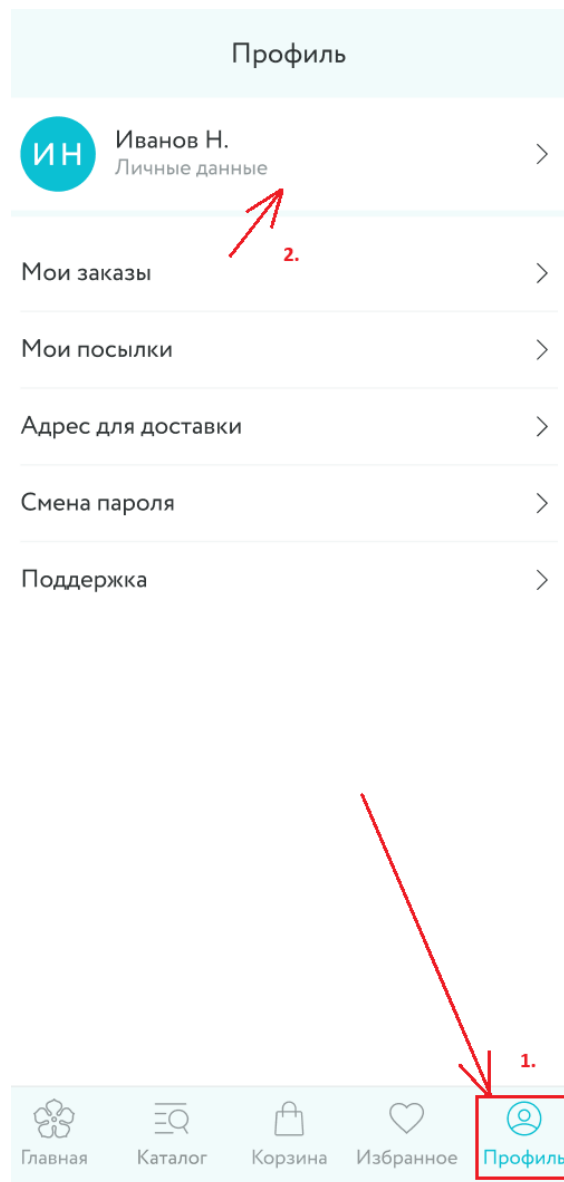 Профиль
ИН
Иванов Н.
Личные данные
2.
Мои заказы
Мои посылки
Адрес для доставки
Смена пароля
Поддержка
1.
Главная
Каталог
Корзина
Избранное
Профиль